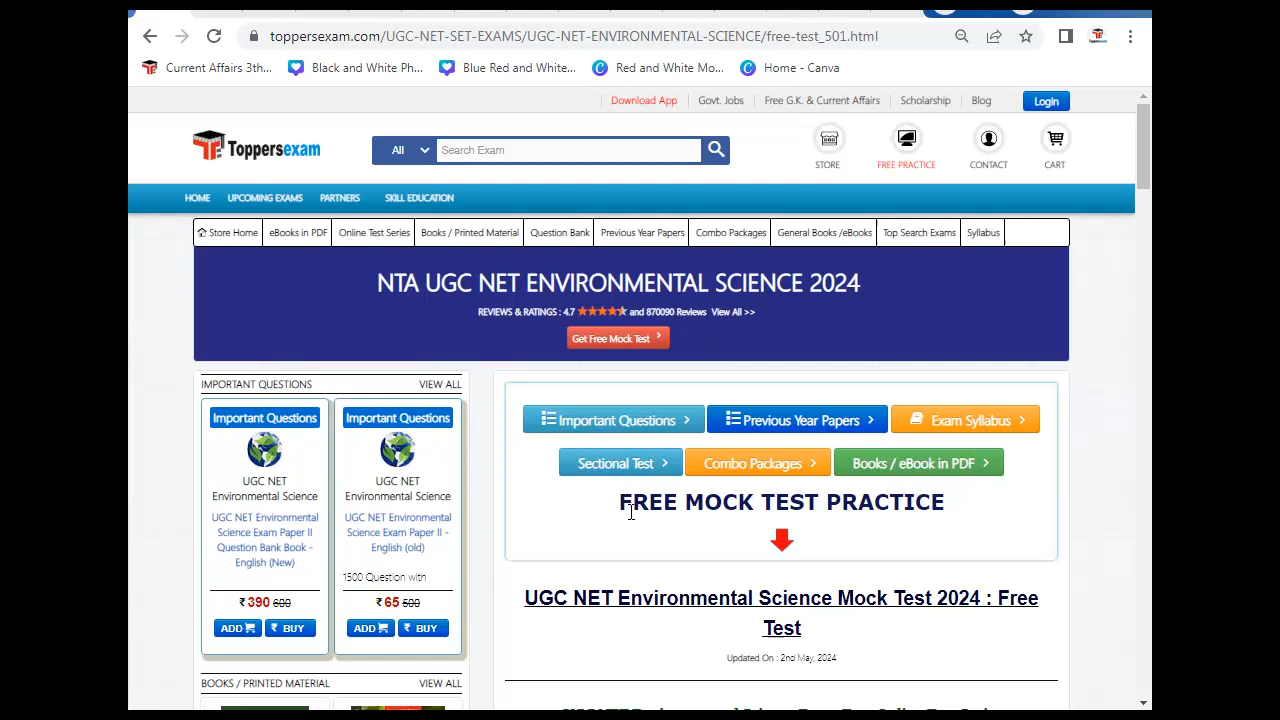 toppersexam.com/UGC-NET-SET-EXAMS/UGC-NET-ENVIRONMENTAL-SCIENCE/free-test_501.html
Current Affairs 3th... Black and White Ph... Blue Red and White... Red and White Mo... Home - Canva
Download App Govt. Jobs Free G.K. & Current Affairs Scholarship Blog Login
Toppersexam All Search Exam
STORE FREE PRACTICE CONTACT CART
HOME UPCOMING EXAMS PARTNERS SKILL EDUCATION
Store Home eBooks in PDF Online Test Series Books / Printed Material Question Bank Previous Year Papers Combo Packages General Books /eBooks Top Search Exams Syllabus
NTA UGC NET ENVIRONMENTAL SCIENCE 2024
REVIEWS & RATINGS : 4.7 and 870090 Reviews View All >>
Get Free Mock Test
IMPORTANT QUESTIONS VIEW ALL
Important Questions
UGC NET
Environmental Science
UGC NET Environmental
Science Exam Paper II
Question Bank Book -
English (New)
₹ 390 600
ADD ₹ BUY
Important Questions
UGC NET
Environmental Science
UGC NET Environmental
Science Exam Paper II -
English (old)
1500 Question with
₹ 65 500
ADD ₹ BUY
BOOKS / PRINTED MATERIAL VIEW ALL
Important Questions Previous Year Papers Exam Syllabus
Sectional Test Combo Packages Books / eBook in PDF
FREE MOCK TEST PRACTICE
UGC NET Environmental Science Mock Test 2024 : Free
Test
Updated On : 2nd May, 2024